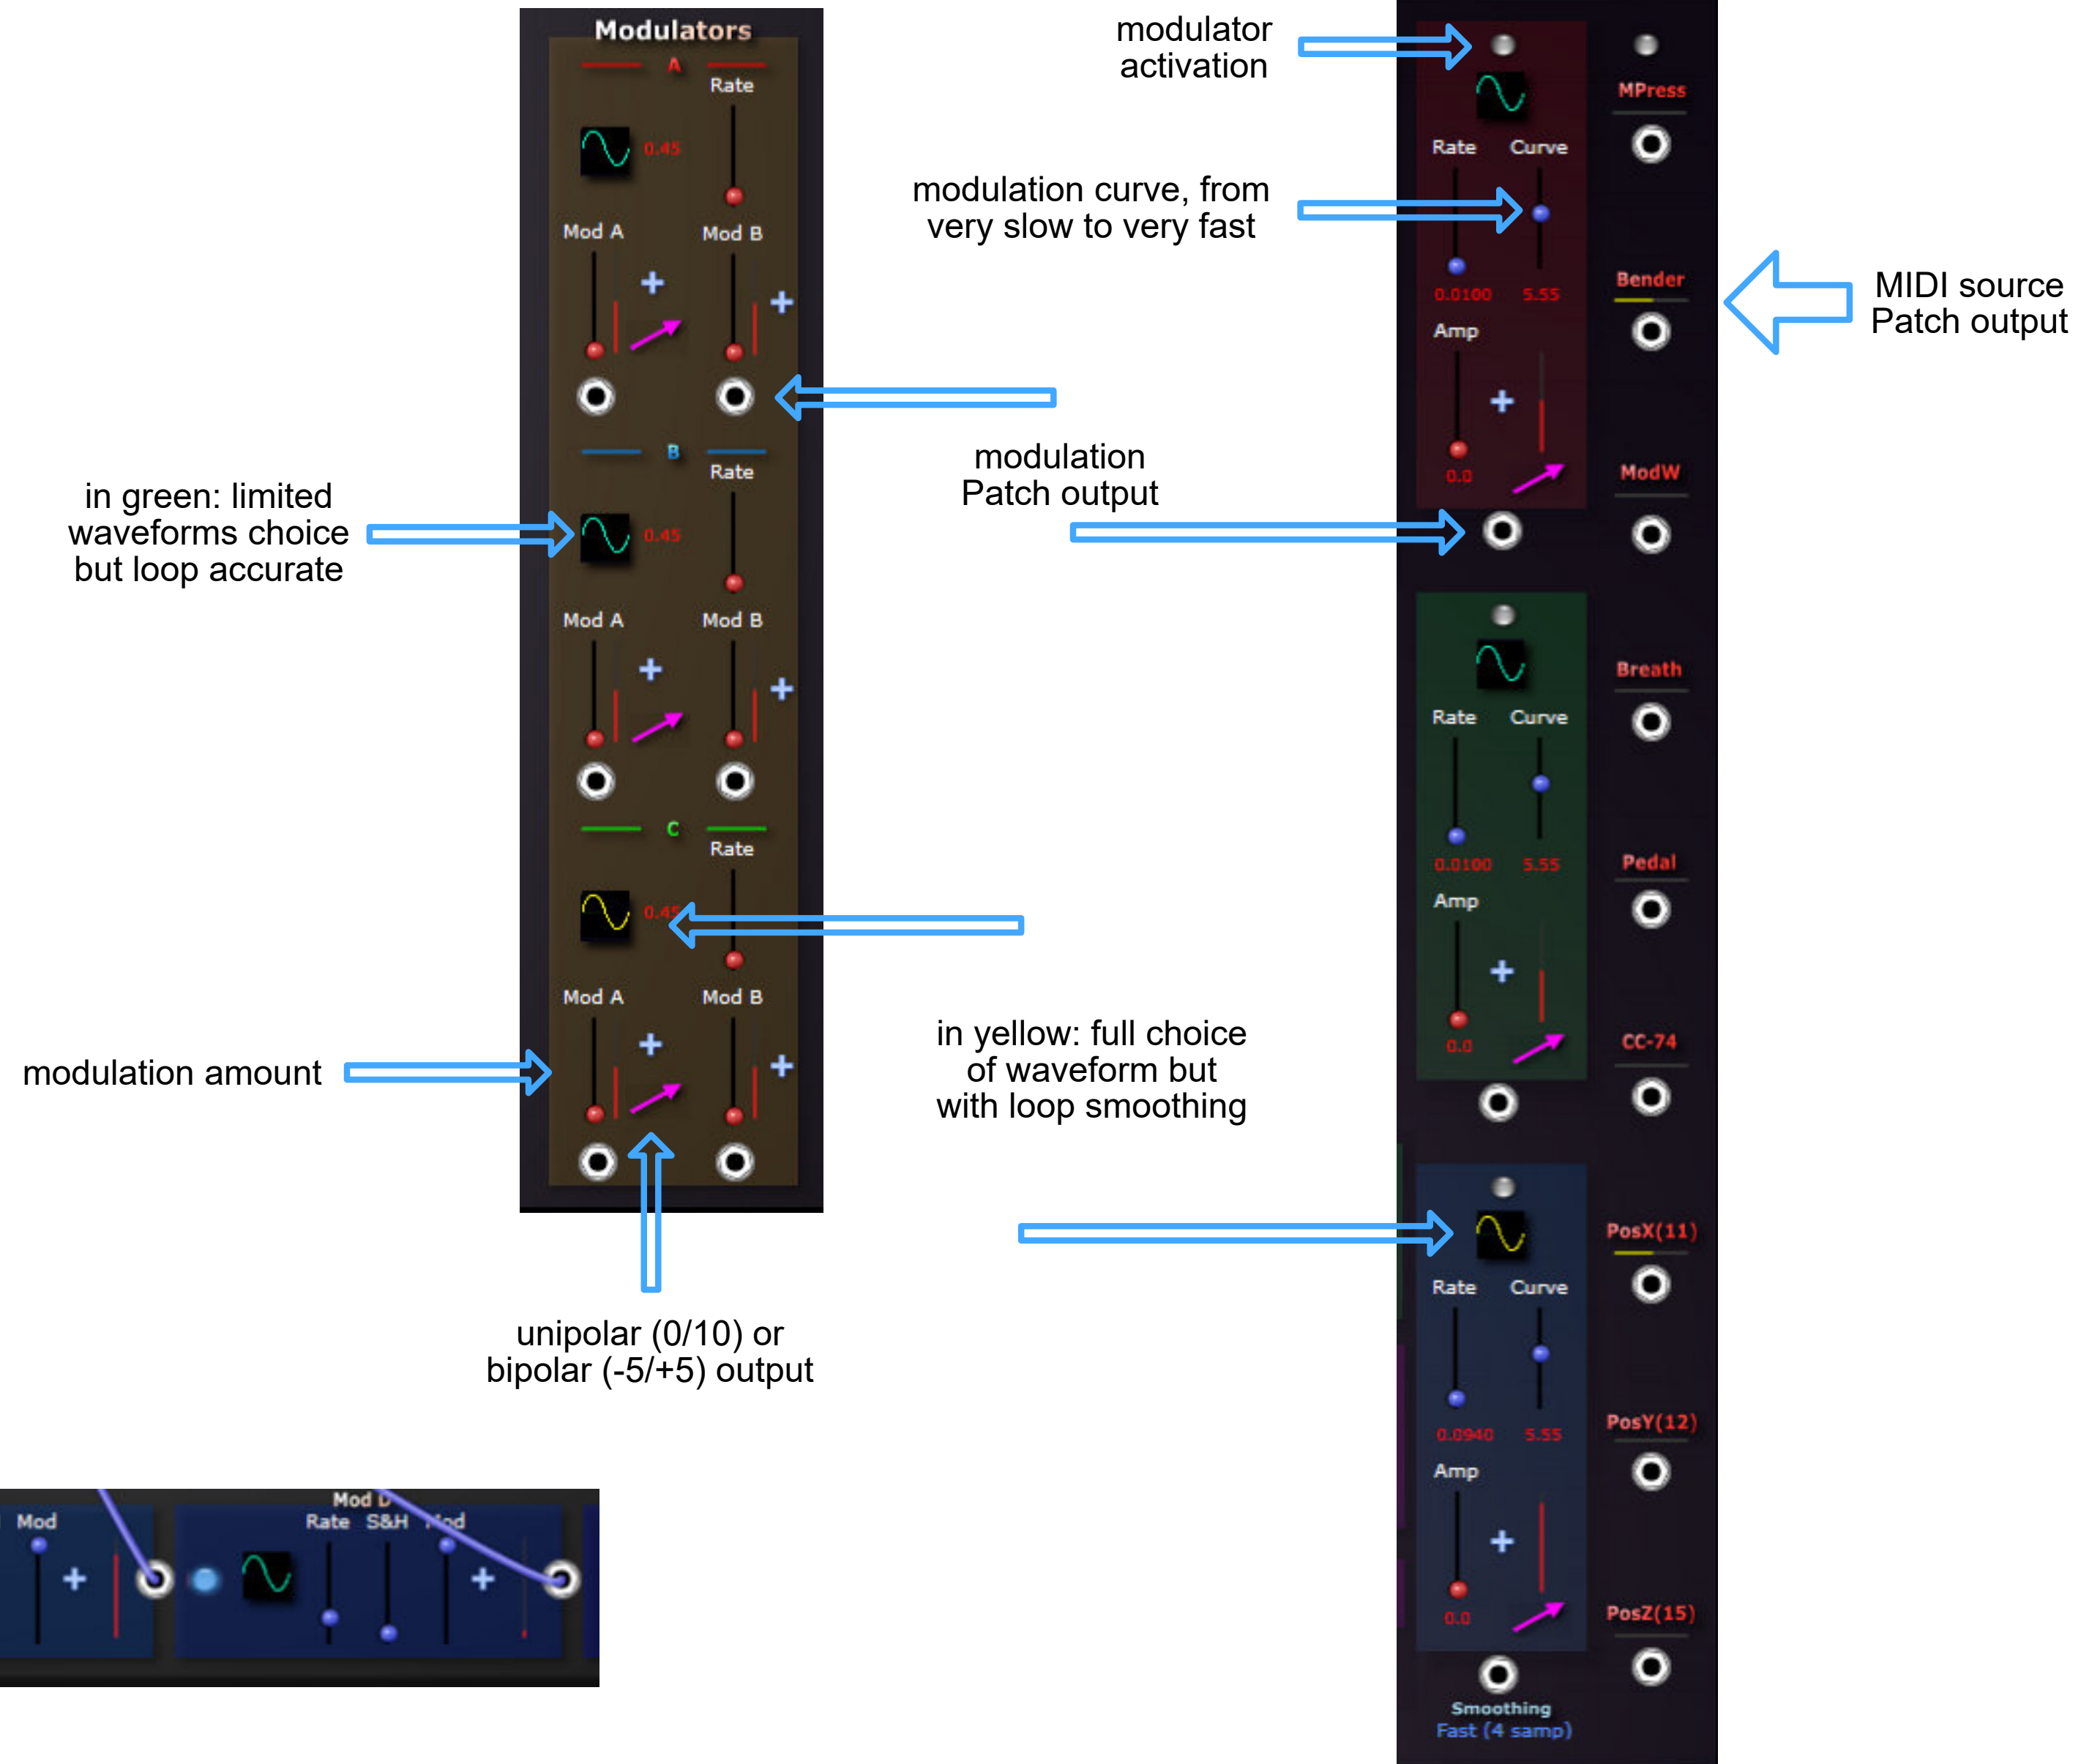 Modulators
A
Rate
0.45
Mod A
Mod B
B
Rate
0.45
Mod A
Mod B
C
Rate
0.45
Mod A
Mod B
in green: limited
waveforms choice
but loop accurate
modulation amount
unipolar (0/10) or
bipolar (-5/+5) output
modulator
activation
modulation curve, from
very slow to very fast
modulation
Patch output
in yellow: full choice
of waveform but
with loop smoothing
MIDI source
Patch output
Rate Curve
0.0100 5.55
Amp
0.0
Rate Curve
0.0100 5.55
Amp
0.0
Rate Curve
0.0940 5.55
Amp
0.0
Smoothing
Fast (4 samp)
MPress
Bender
ModW
Breath
Pedal
CC-74
PosX(11)
PosY(12)
PosZ(15)
Mod
Mod D
Rate S&H Mod